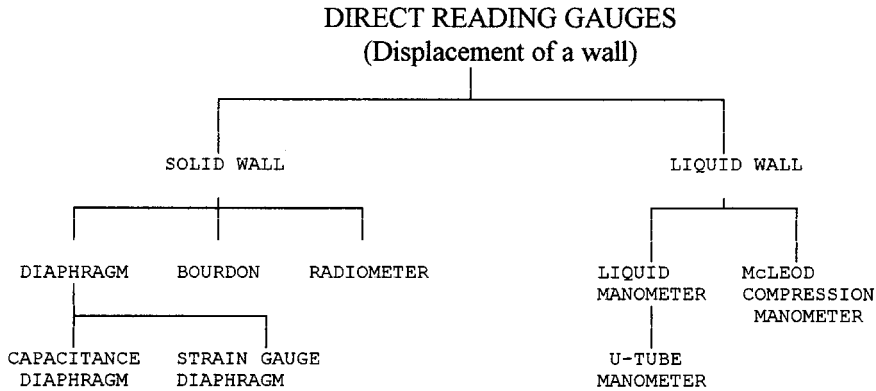 DIRECT READING GAUGES
(Displacement of a wall)
SOLID WALL
LIQUID WALL
DIAPHRAGM
BOURDON
RADIOMETER
LIQUID
MANOMETER
McLEOD
COMPRESSION
MANOMETER
CAPACITANCE
DIAPHRAGM
STRAIN GAUGE
DIAPHRAGM
U-TUBE
MANOMETER